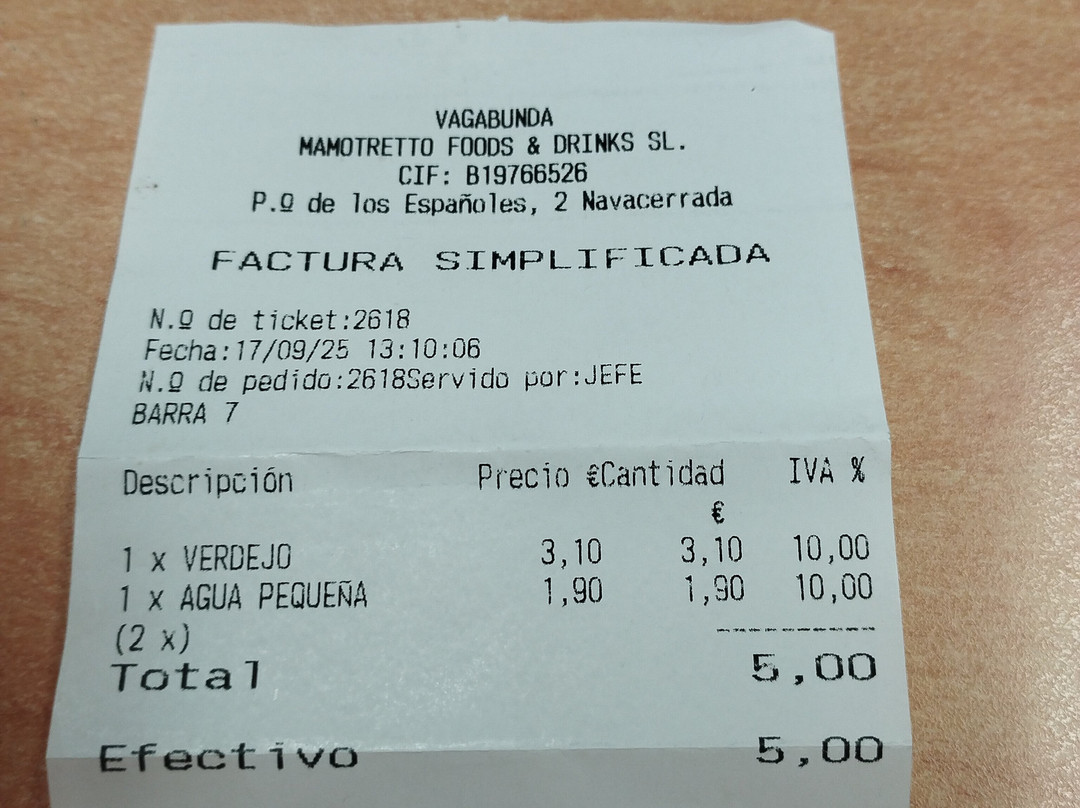 VAGABUNDA
MAMOTRETTO FOODS & DRINKS SL.
CIF: B19766526
P.º de los Españoles, 2 Navacerrada
FACTURA SIMPLIFICADA
N.º de ticket:2618
Fecha:17/09/25 13:10:06
N.º de pedido:2618Servido por:JEFE
BARRA 7
Descripción Precio €Cantidad IVA %
€
1 x VERDEJO 3,10 3,10 10,00
1 x AGUA PEQUEÑA 1,90 1,90 10,00
(2 x)
Total 5,00
Efectivo 5,00